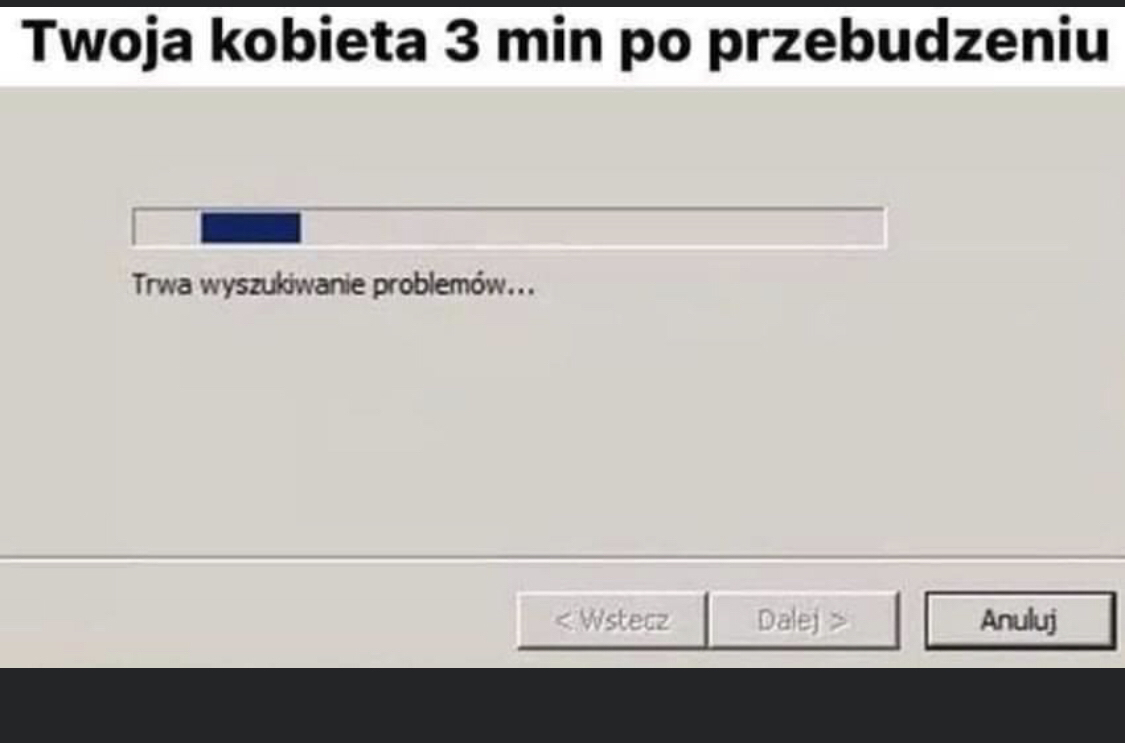 Twoja kobieta 3 min po przebudzeniu
Trwa wyszukiwanie problemów...
< Wstecz Dalej > Anuluj